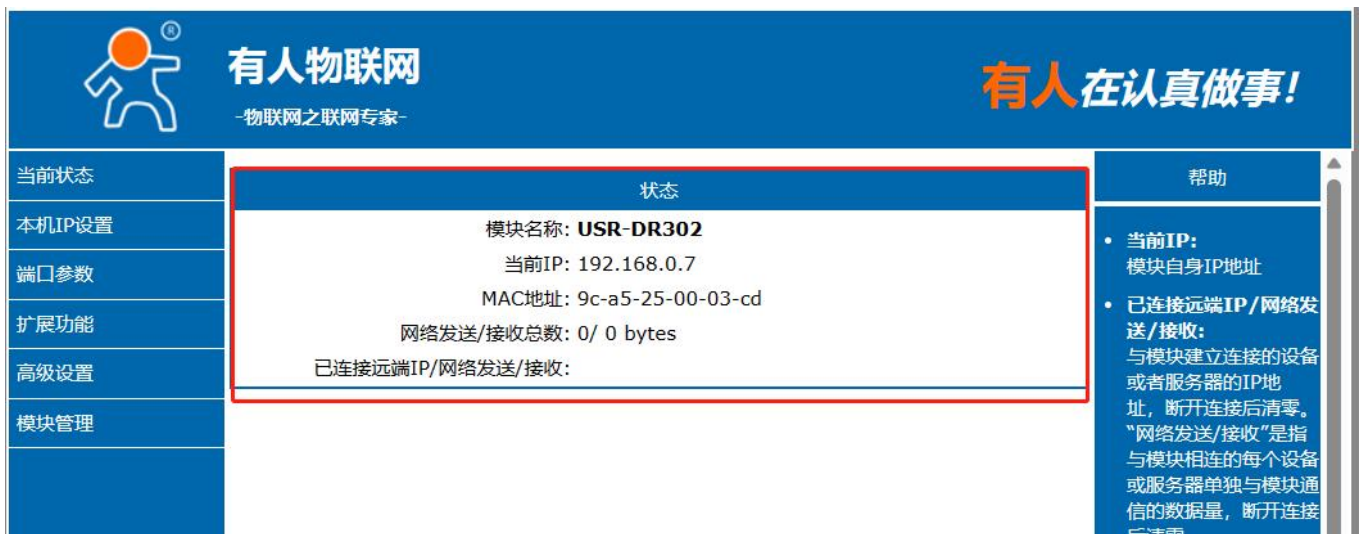 ®
有人物联网
-物联网之联网专家-
有人在认真做事!
当前状态
本机IP设置
端口参数
扩展功能
高级设置
模块管理
状态
模块名称: USR-DR302
当前IP: 192.168.0.7
MAC地址: 9c-a5-25-00-03-cd
网络发送/接收总数: 0/ 0 bytes
已连接远端IP/网络发送/接收:
帮助
• 当前IP:
模块自身IP地址
• 已连接远端IP/网络发
送/接收:
与模块建立连接的设备
或者服务器的IP地
址，断开连接后清零。
“网络发送/接收”是指
与模块相连的每个设备
或服务器单独与模块通
信的数据量，断开连接